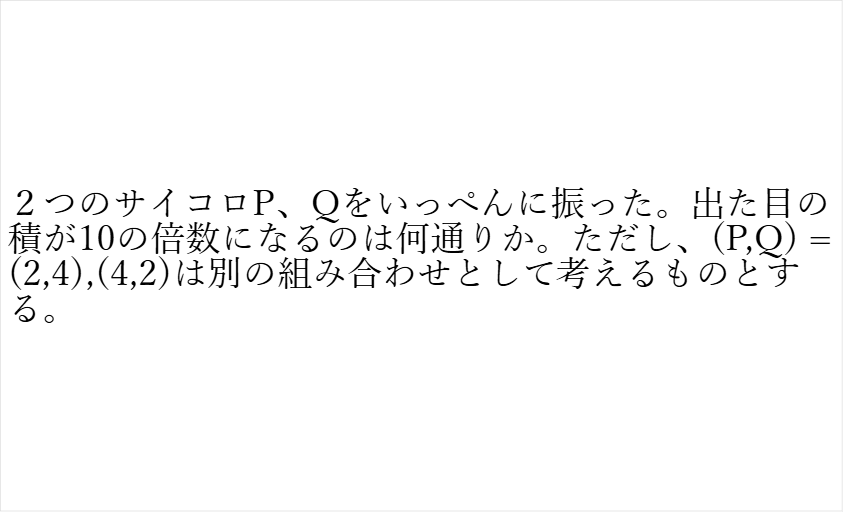 ２つのサイコロP、Qをいっぺんに振った。出た目の
積が10の倍数になるのは何通りか。ただし、(P,Q) =
(2,4),(4,2)は別の組み合わせとして考えるものとす
る。